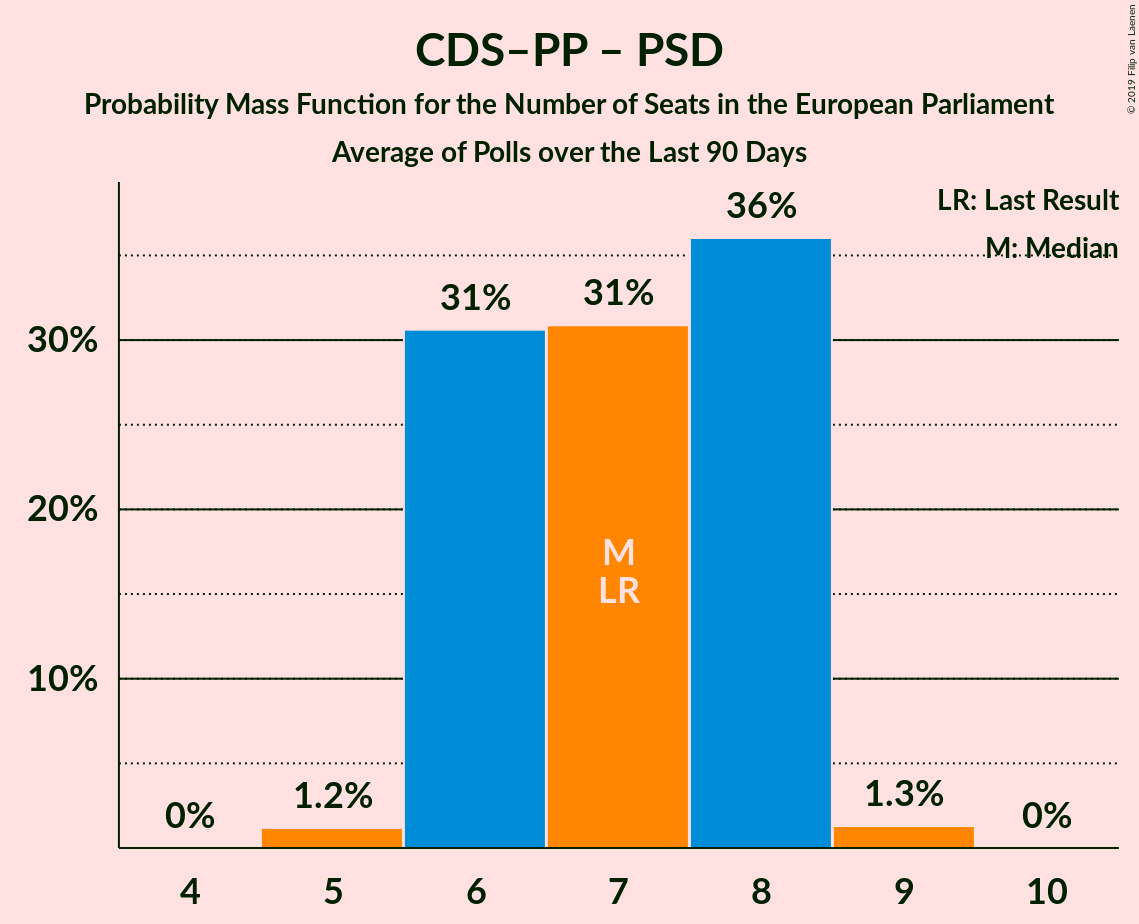 CDS–PP – PSD
Probability Mass Function for the Number of Seats in the European Parliament
Average of Polls over the Last 90 Days
© 2019 Filip van Laenen
LR: Last Result
M: Median
36%
31%
31%
30%
20%
M
LR
10%
1.2%
1.3%
0%
0%
4
5
6
7
8
9
10